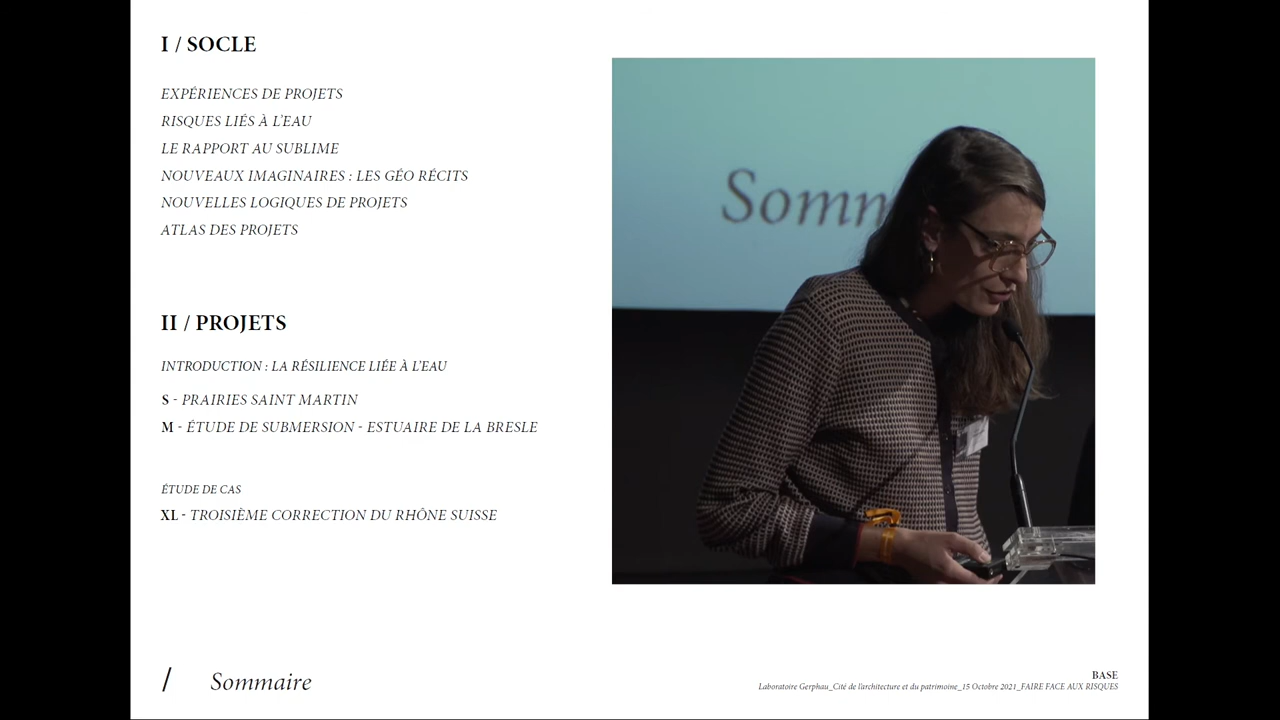 I / SOCLE
EXPÉRIENCES DE PROJETS
RISQUES LIÉS À L'EAU
LE RAPPORT AU SUBLIME
NOUVEAUX IMAGINAIRES : LES GÉO RÉCITS
NOUVELLES LOGIQUES DE PROJETS
ATLAS DES PROJETS
II / PROJETS
INTRODUCTION : LA RÉSILIENCE LIÉE À L'EAU
S - PRAIRIES SAINT MARTIN
M - ÉTUDE DE SUBMERSION - ESTUAIRE DE LA BRESLE
ÉTUDE DE CAS
XL - TROISIÈME CORRECTION DU RHÔNE SUISSE
Somm
/ Sommaire
BASE
Laboratoire Gerphau_Cité de l'architecture et du patrimoine_15 Octobre 2021_FAIRE FACE AUX RISQUES